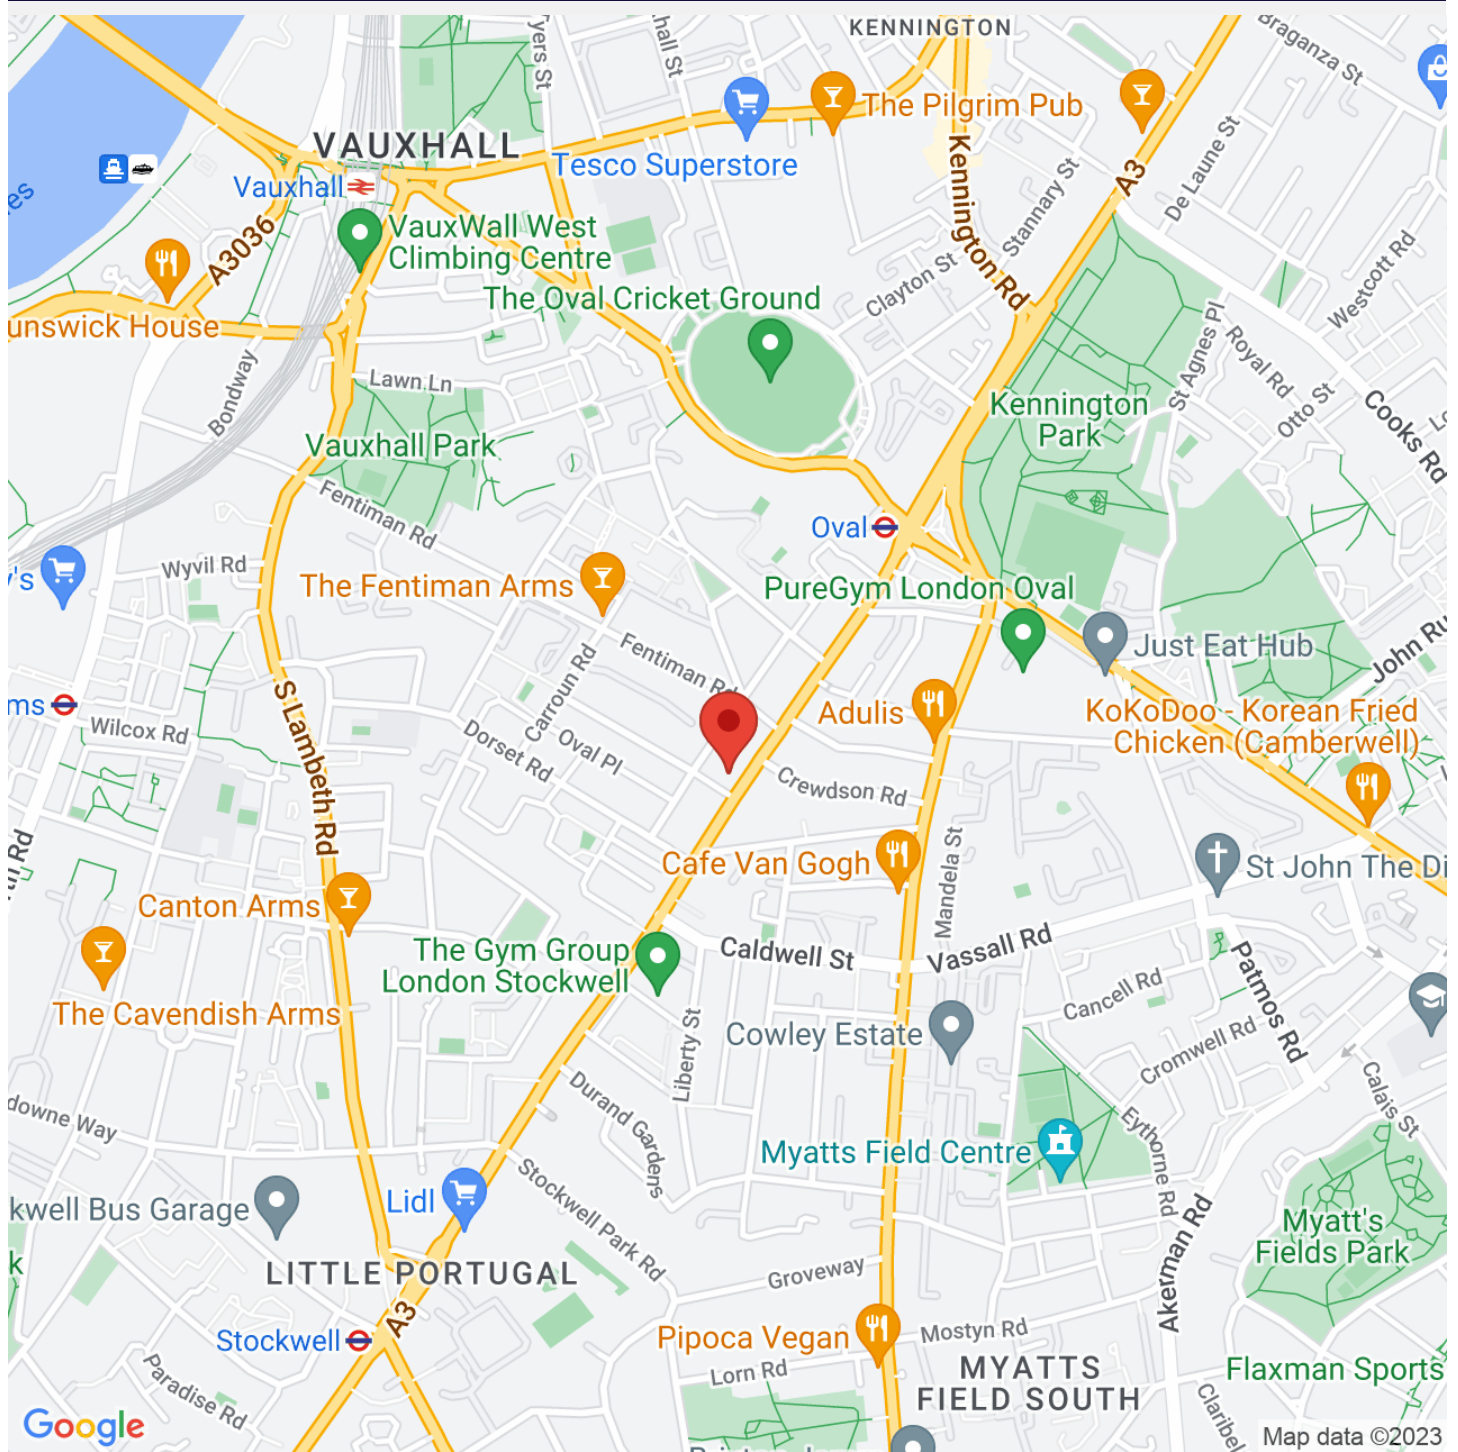 KENNINGTON
Braganza St
yers St
hall St
The Pilgrim Pub
VAUXHALL
Tesco Superstore
Kennington Rd
A3
De Laune St
Stannary St
Vauxhall
es
A3036
VauxWall West
Climbing Centre
Clayton St
Westcott Rd
The Oval Cricket Ground
unswick House
Bondway
Lawn Ln
St Agnes Pl
Royal Rd
Otto St
Cooks Rd
Kennington
Park
Vauxhall Park
Fentiman Rd
Oval
Wyvil Rd
's
The Fentiman Arms
PureGym London Oval
Just Eat Hub
John Ru
Fentiman Rd
Carroun Rd
ms
Wilcox Rd
S Lambeth Rd
Dorset Rd
Oval Pl
Adulis
KoKoDoo - Korean Fried
Chicken (Camberwell)
Crewdson Rd
Rd
Cafe Van Gogh
Mandela St
St John The Di
Canton Arms
The Gym Group
London Stockwell
Caldwell St
Vassall Rd
Patmos Rd
Cancell Rd
The Cavendish Arms
Cowley Estate
Liberty St
Cromwell Rd
Calais St
downe Way
Durand Gardens
Eythorne Rd
Myatts Field Centre
kwell Bus Garage
Lidl
Stockwell Park Rd
Akerman Rd
Myatt's
Fields Park
k
LITTLE PORTUGAL
Groveway
A3
Stockwell
Pipoca Vegan
Mostyn Rd
Paradise Rd
Lorn Rd
MYATTS
FIELD SOUTH
Flaxman Sports
Claribel
Google
Map data ©2023